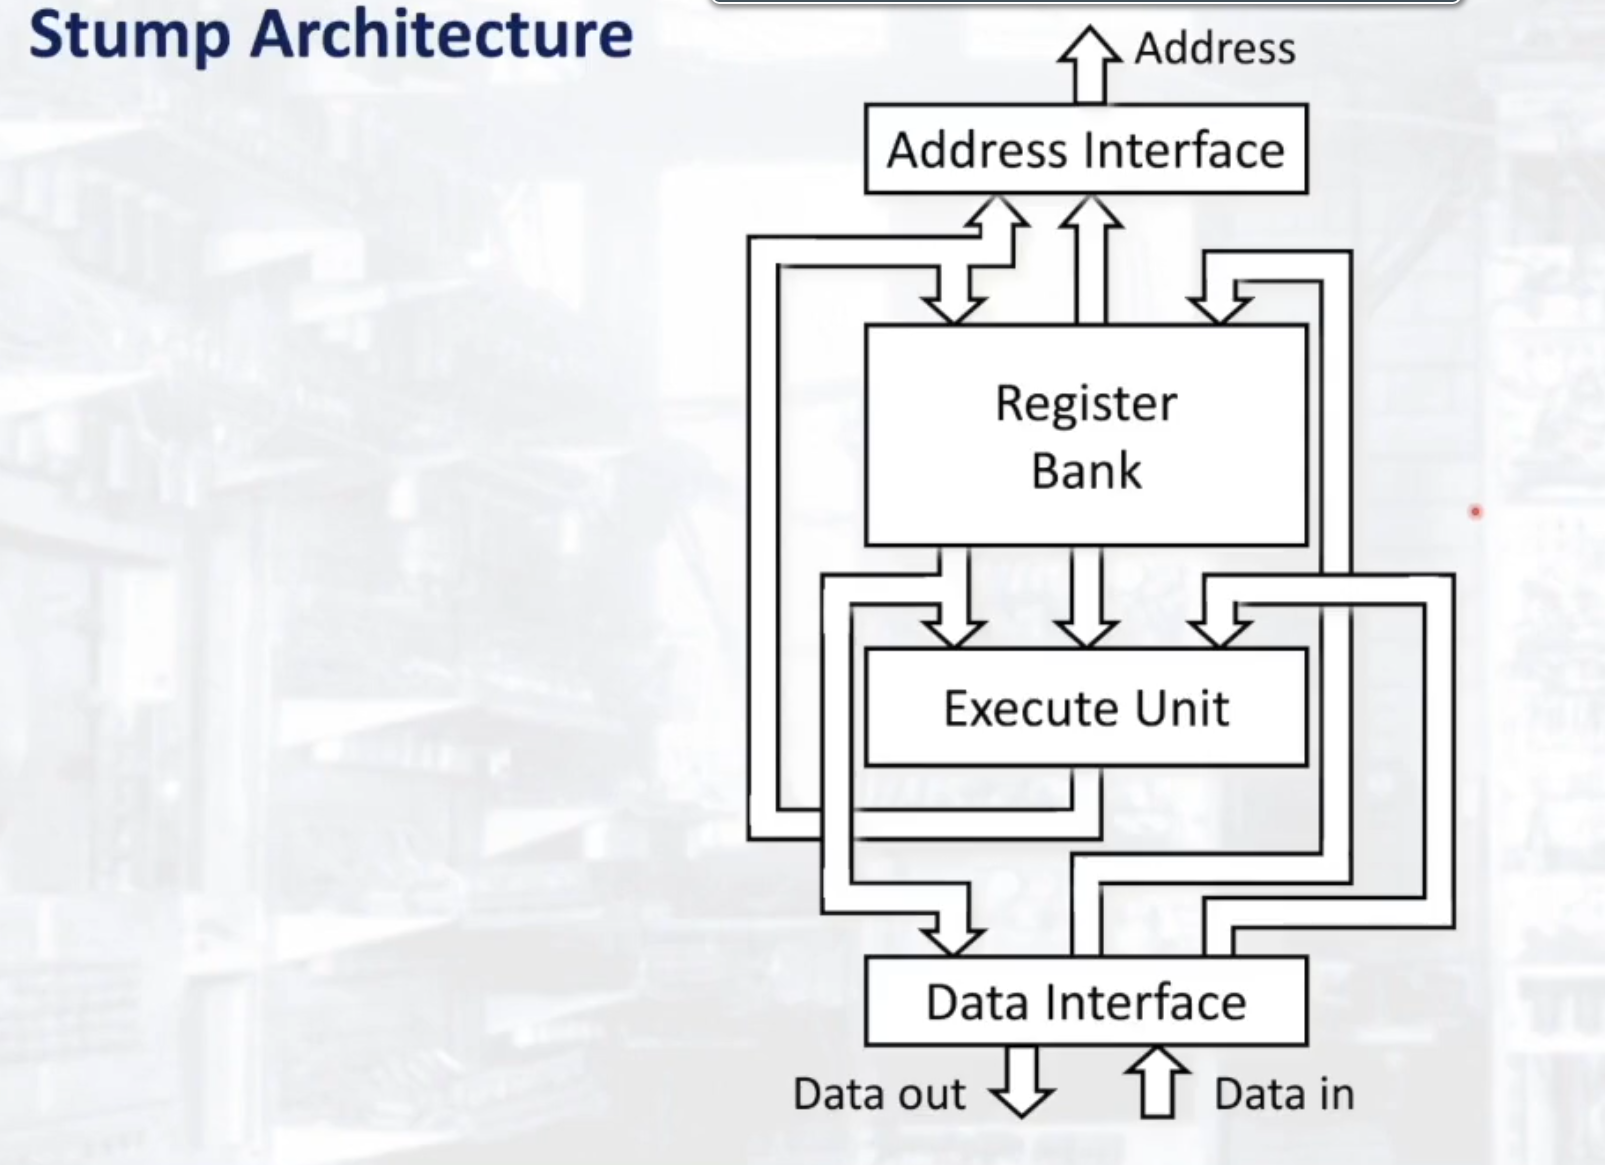 Stump Architecture
Address
Address Interface
Register
Bank
Execute Unit
Data Interface
Data out
Data in